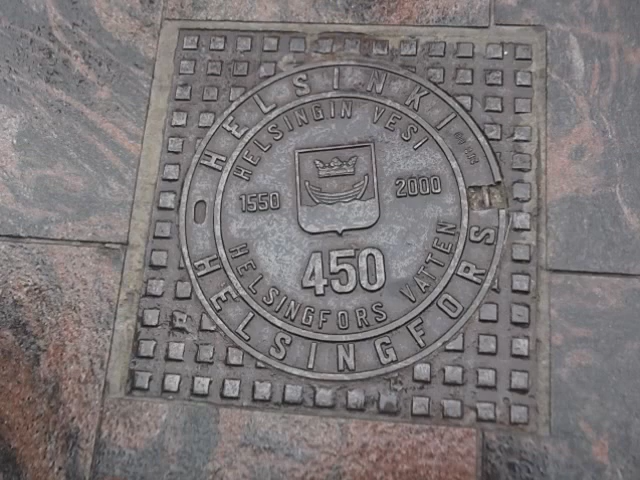 HELSINKI
HELSINGIN VESI
1550 2000
450
HELSINGFORS VATTEN
HELSINGFORS